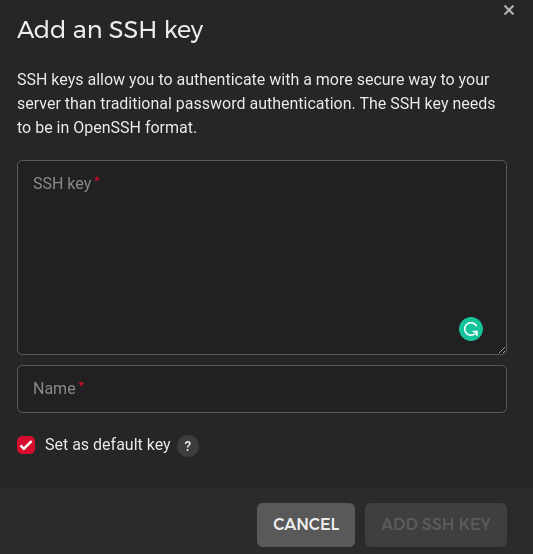 Add an SSH key
SSH keys allow you to authenticate with a more secure way to your
server than traditional password authentication. The SSH key needs
to be in OpenSSH format.
SSH key *
Name *
Set as default key ?
CANCEL
ADD SSH KEY